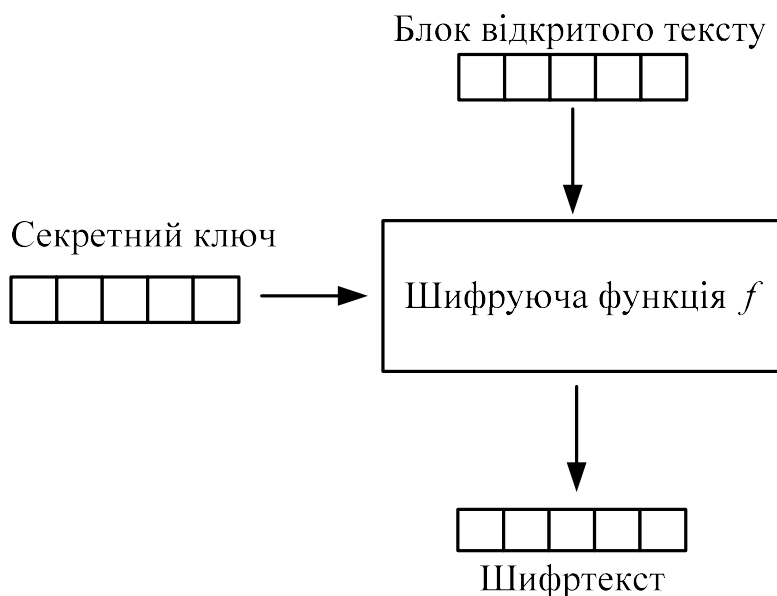 Блок відкритого тексту
Секретний ключ
Шифруюча функція f
Шифртекст